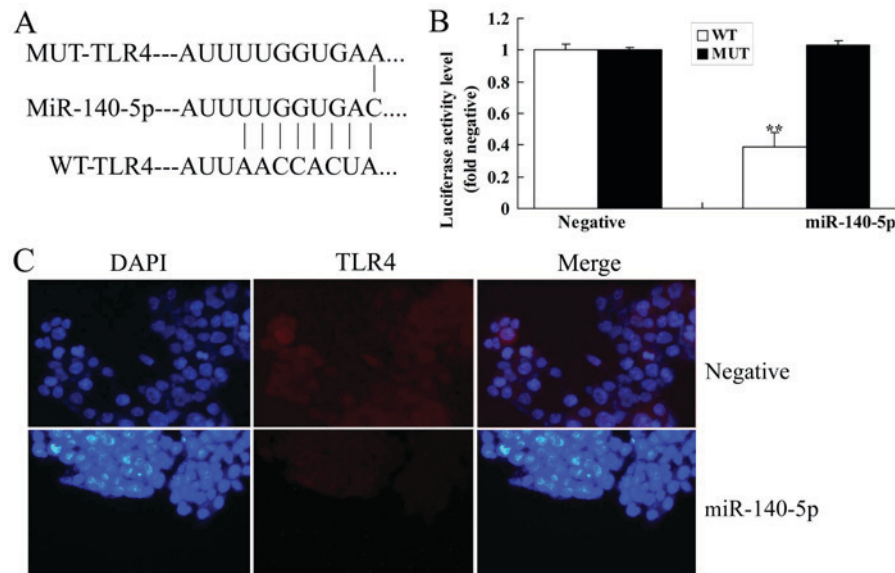 A
MUT-TLR4---AUUUUGGUGAA...
MiR-140-5p---AUUUUGGUGAC....
WT-TLR4---AUUAACCACUA...
B
WT
MUT
Luciferase activity level
(fold negative)
1.2
1
0.8
0.6
0.4
0.2
0
**
Negative
miR-140-5p
C
DAPI
TLR4
Merge
Negative
miR-140-5p